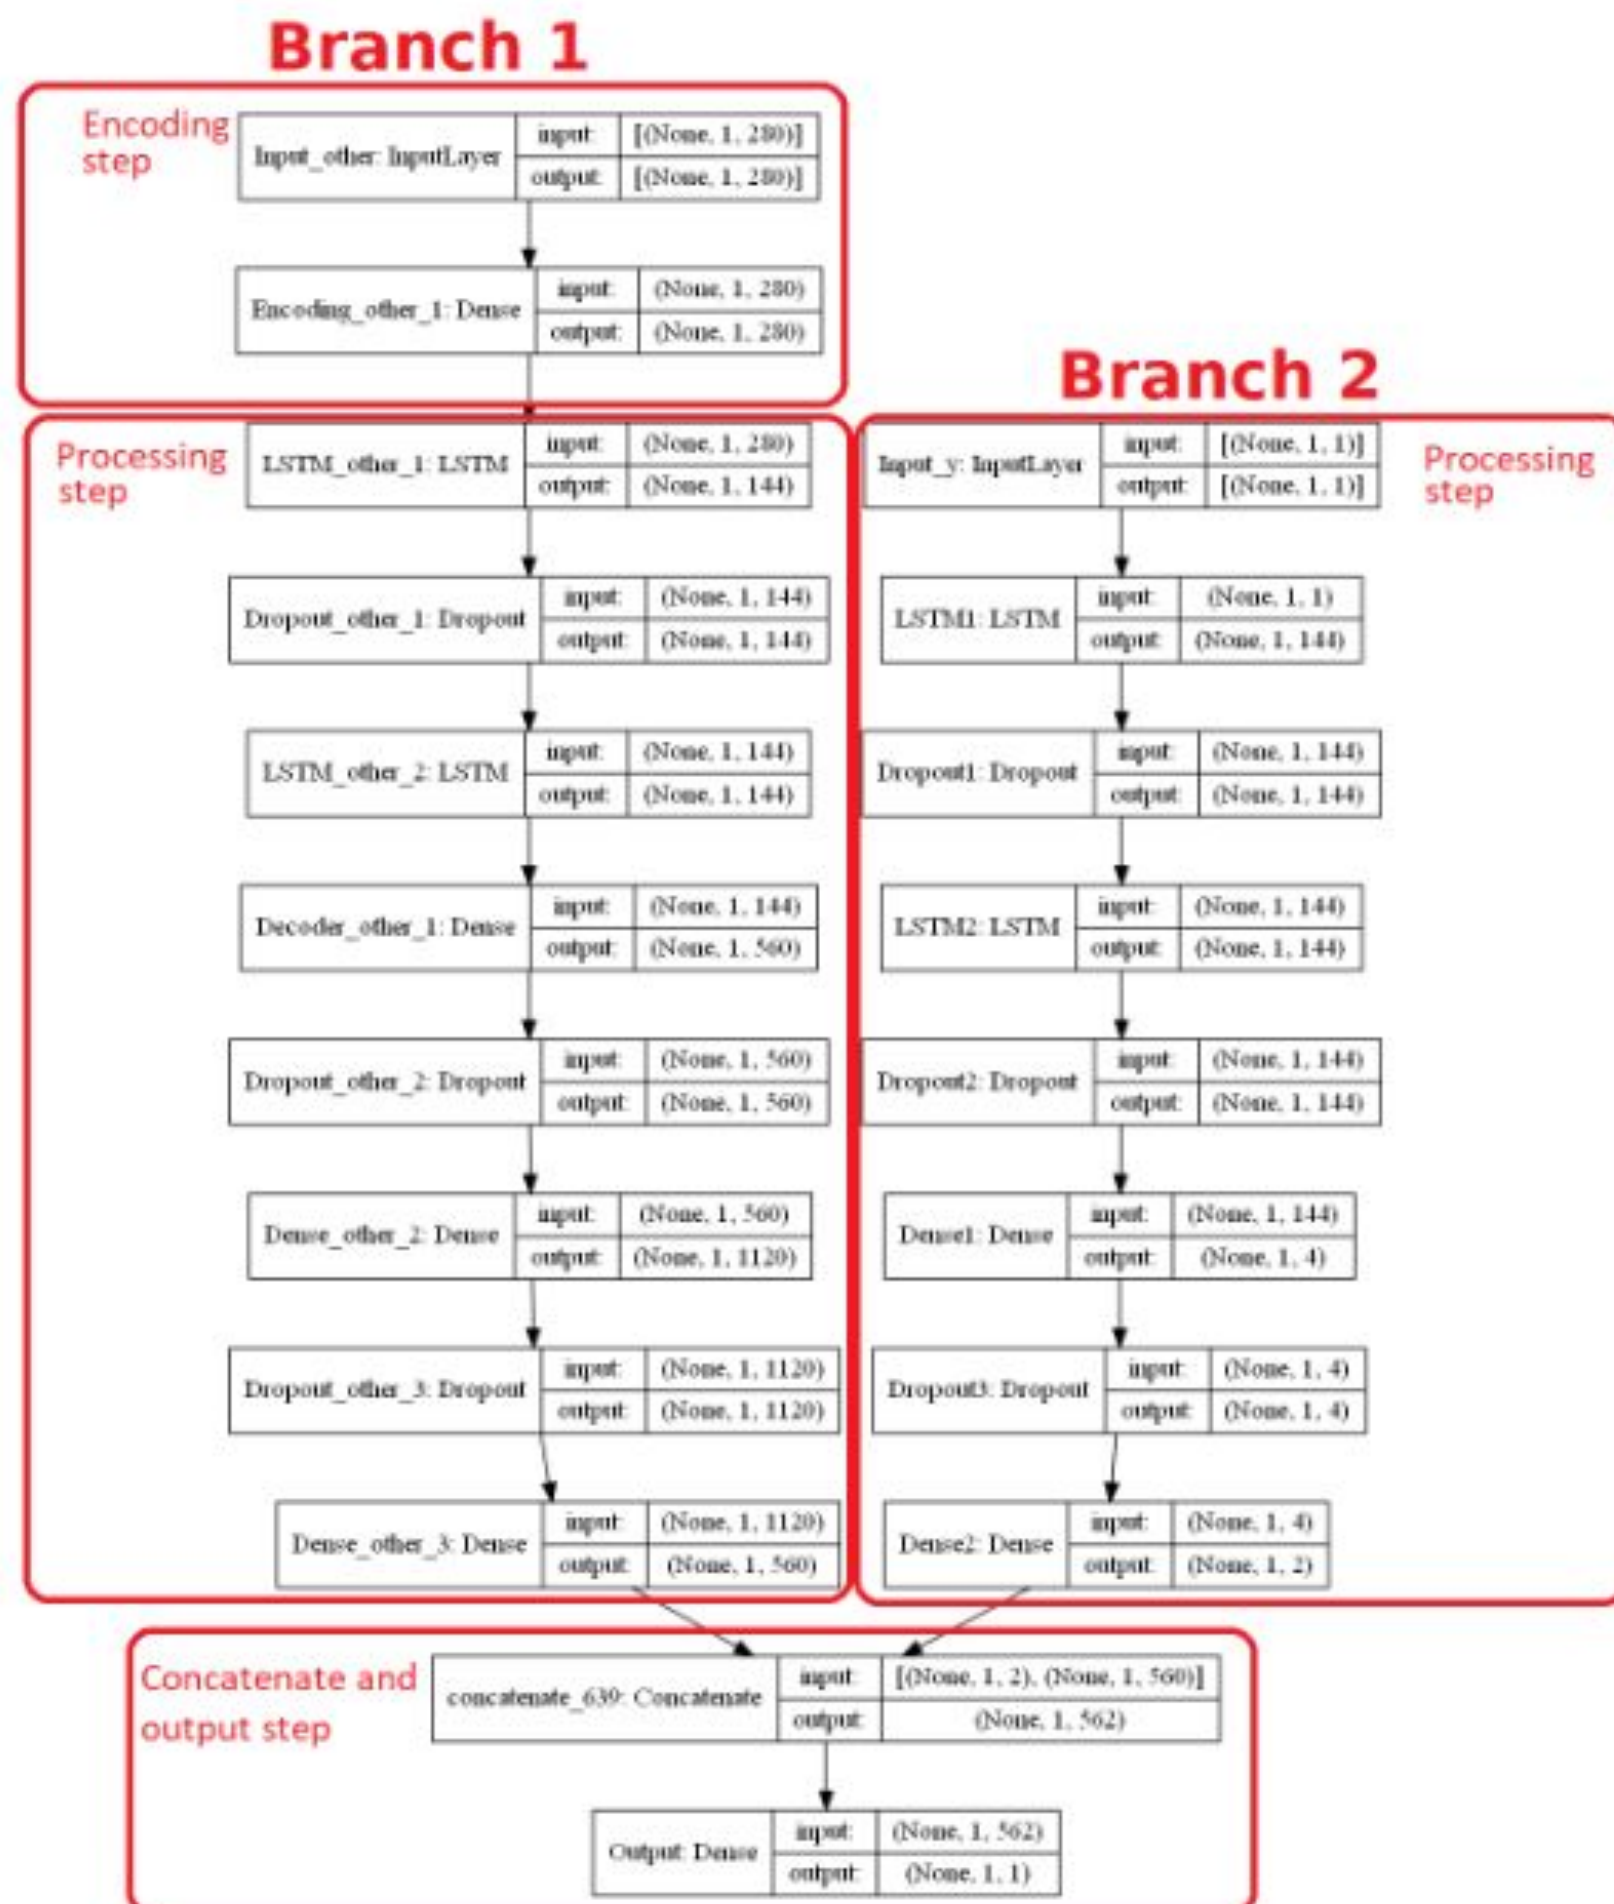 Branch 1
Encoding
step
Input_other: InputLayer
input:
[(None, 1, 280)]
output:
[(None, 1, 280)]
Encoding_other_1: Dense
input:
(None, 1, 280)
output:
(None, 1, 280)
Processing
step
LSTM_other_1: LSTM
input:
(None, 1, 280)
output:
(None, 1, 144)
Dropout_other_1: Dropout
input:
(None, 1, 144)
output:
(None, 1, 144)
LSTM_other_2: LSTM
input:
(None, 1, 144)
output:
(None, 1, 144)
Decoder_other_1: Dense
input:
(None, 1, 144)
output:
(None, 1, 560)
Dropout_other_2: Dropout
input:
(None, 1, 560)
output:
(None, 1, 560)
Dense_other_2: Dense
input:
(None, 1, 560)
output:
(None, 1, 1120)
Dropout_other_3: Dropout
input:
(None, 1, 1120)
output:
(None, 1, 1120)
Dense_other_3: Dense
input:
(None, 1, 1120)
output:
(None, 1, 560)
Branch 2
Processing
step
Input_y: InputLayer
input:
[(None, 1, 1)]
output:
[(None, 1, 1)]
LSTM1: LSTM
input:
(None, 1, 1)
output:
(None, 1, 144)
Dropout1: Dropout
input:
(None, 1, 144)
output:
(None, 1, 144)
LSTM2: LSTM
input:
(None, 1, 144)
output:
(None, 1, 144)
Dropout2: Dropout
input:
(None, 1, 144)
output:
(None, 1, 144)
Dense1: Dense
input:
(None, 1, 144)
output:
(None, 1, 4)
Dropout3: Dropout
input:
(None, 1, 4)
output:
(None, 1, 4)
Dense2: Dense
input:
(None, 1, 4)
output:
(None, 1, 2)
Concatenate and
output step
concatenate_639: Concatenate
input:
[(None, 1, 2), (None, 1, 560)]
output:
(None, 1, 562)
Output: Dense
input:
(None, 1, 562)
output:
(None, 1, 1)